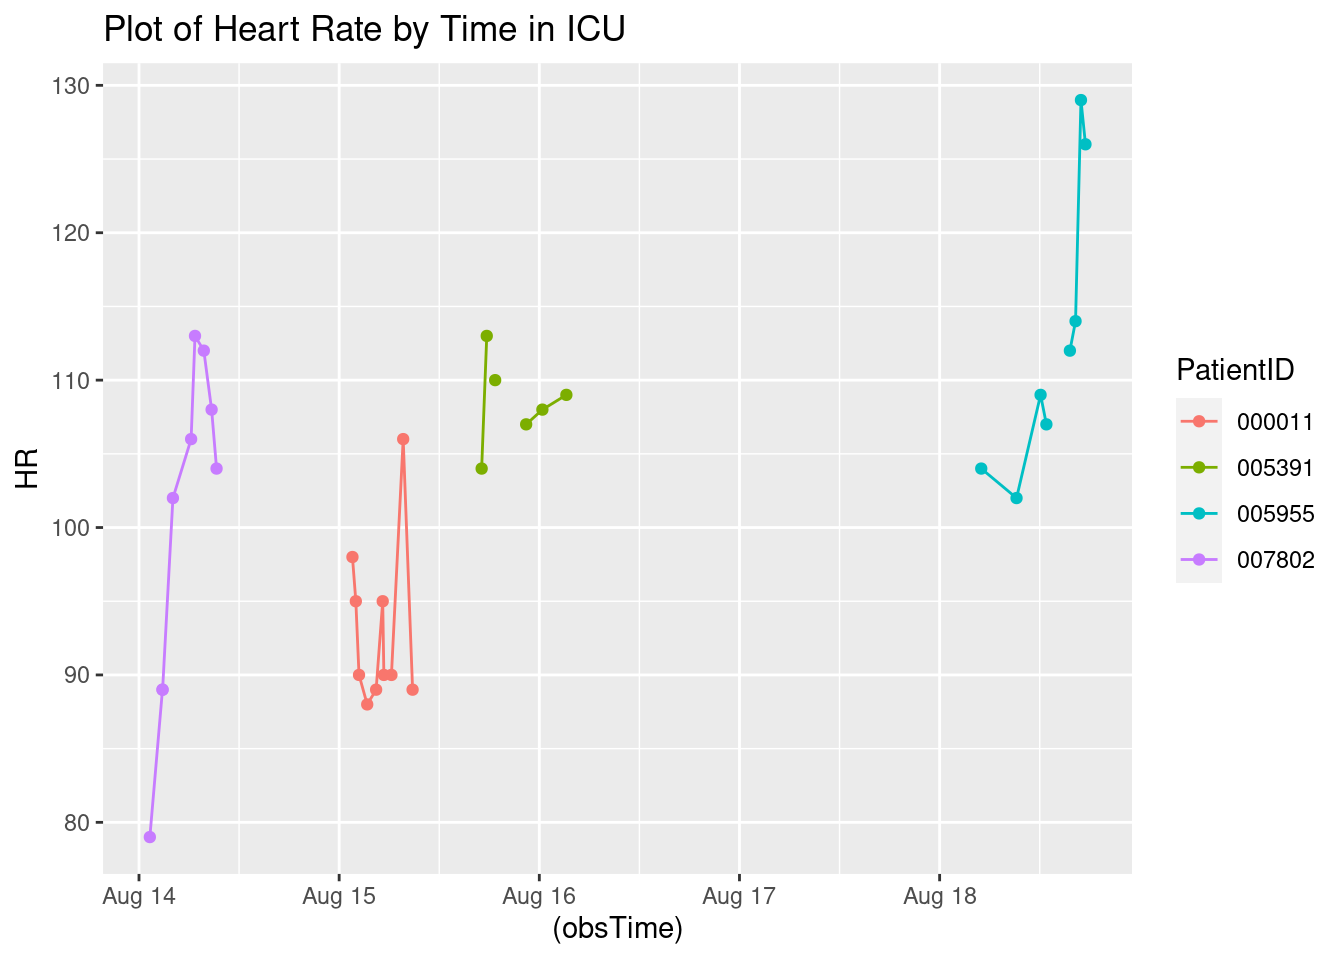 Plot of Heart Rate by Time in ICU
130
120
110
100
90
80
HR
Aug 14
Aug 15
Aug 16
Aug 17
Aug 18
(obsTime)
PatientID
000011
005391
005955
007802